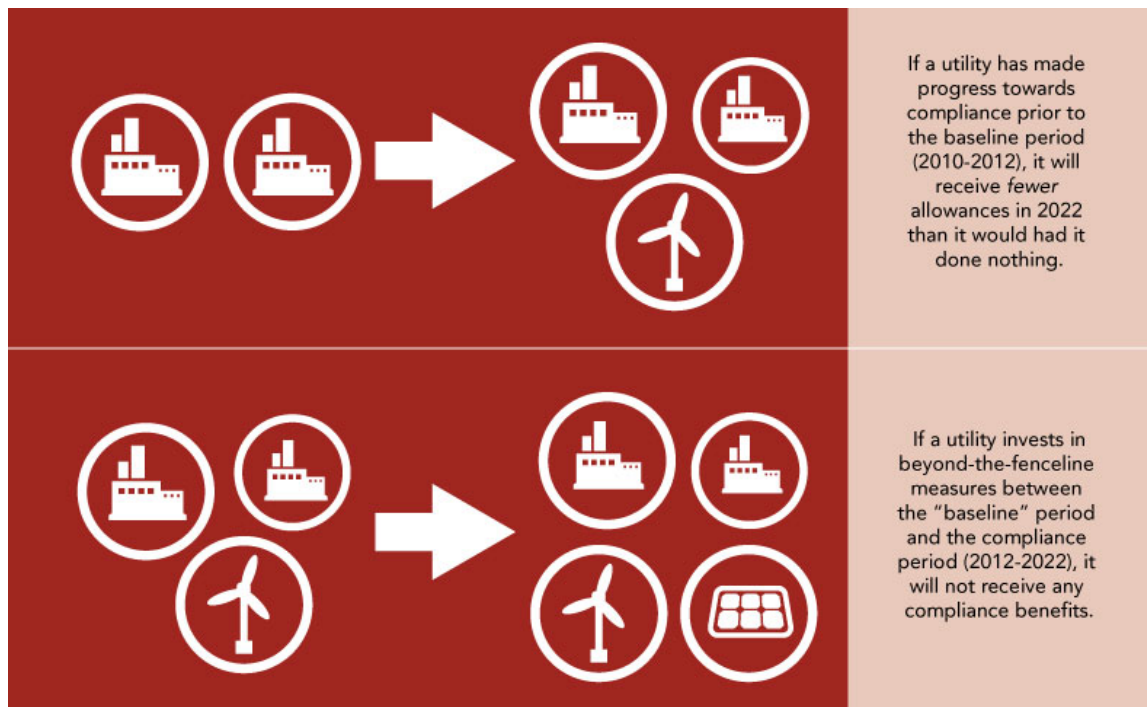 If a utility has made
progress towards
compliance prior to
the baseline period
(2010-2012), it will
receive fewer
allowances in 2022
than it would had it
done nothing.
If a utility invests in
beyond-the-fenceline
measures between
the “baseline” period
and the compliance
period (2012-2022), it
will not receive any
compliance benefits.